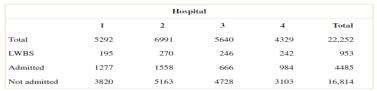 Hospital
1 2 3 4 Total
Total 5292 6991 5640 4329 22,252
LWBS 195 270 246 242 953
Admitted 1277 1558 666 984 4485
Not admitted 3820 5163 4728 3103 16,814